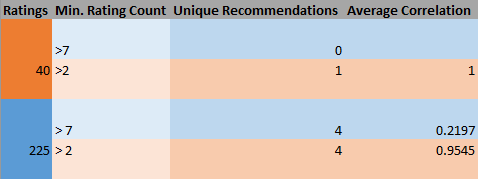 Ratings Min. Rating Count Unique Recommendations Average Correlation
>7 0
40 >2 1 1
> 7 4 0.2197
225 > 2 4 0.9545